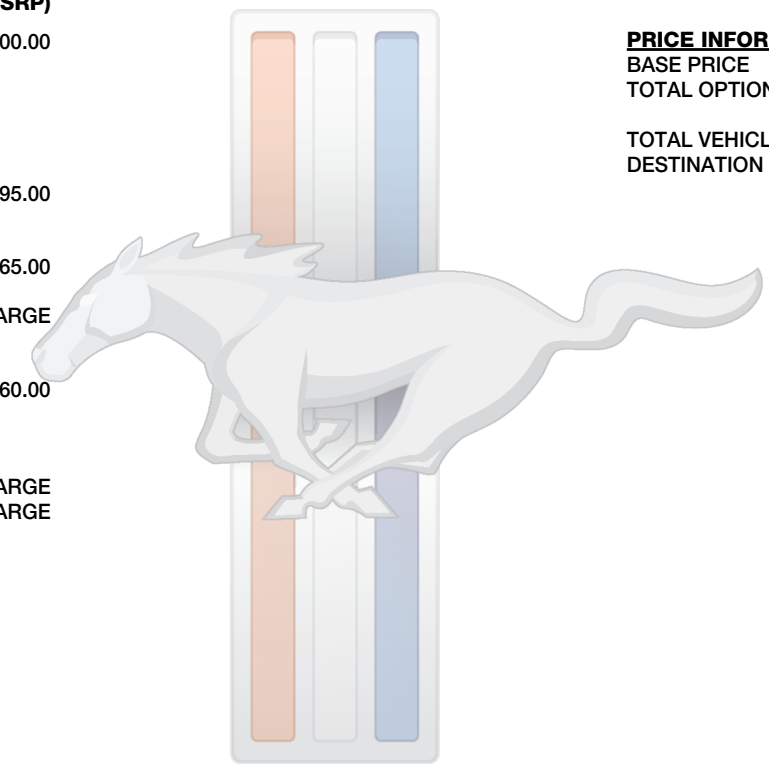 SRP)
00.00
95.00
65.00
ARGE
60.00
ARGE
ARGE
PRICE INFOR
BASE PRICE
TOTAL OPTION
TOTAL VEHICL
DESTINATION